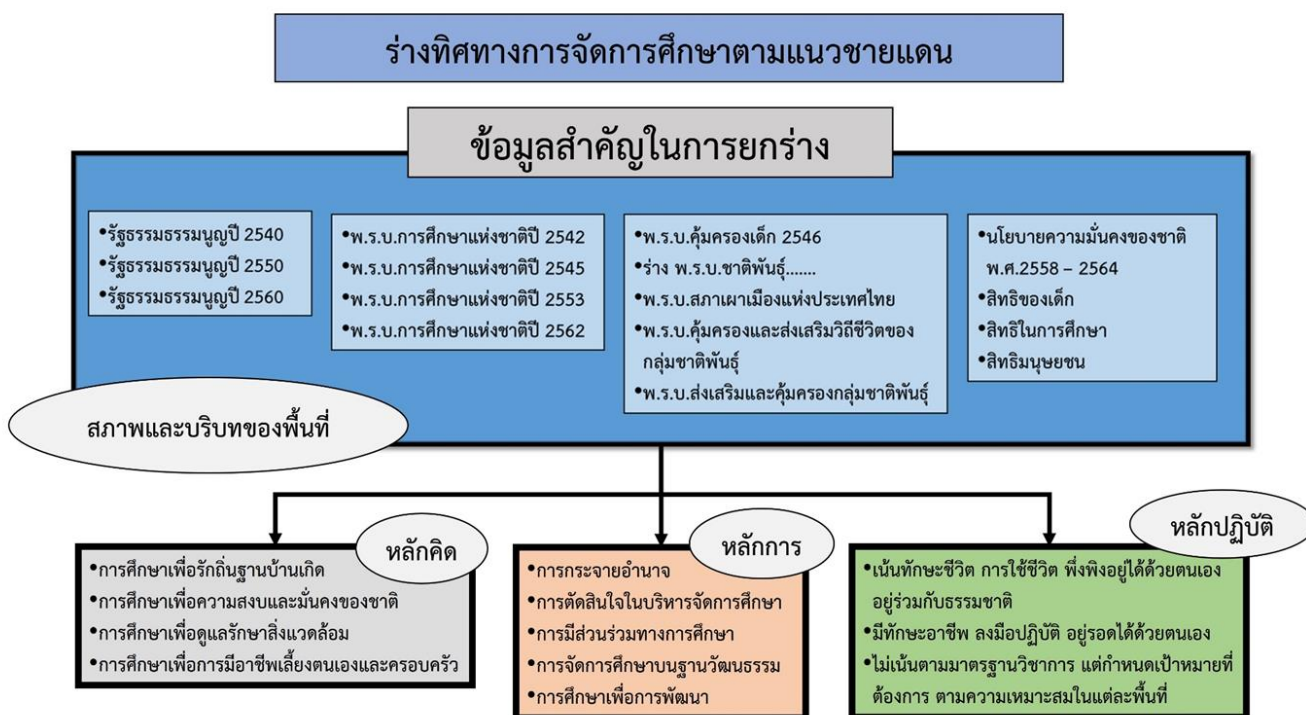 ร่างทิศทางการจัดการศึกษาตามแนวชายแดน
ข้อมูลสำคัญในการยกร่าง
•รัฐธรรมธรรมนูญปี 2540
•รัฐธรรมธรรมนูญปี 2550
•รัฐธรรมธรรมนูญปี 2560
•พ.ร.บ.การศึกษาแห่งชาติปี 2542
•พ.ร.บ.การศึกษาแห่งชาติปี 2545
•พ.ร.บ.การศึกษาแห่งชาติปี 2553
•พ.ร.บ.การศึกษาแห่งชาติปี 2562
•พ.ร.บ.คุ้มครองเด็ก 2546
•ร่าง พ.ร.บ.ชาติพันธุ์.......
•พ.ร.บ.สภาเผาเมืองแห่งประเทศไทย
•พ.ร.บ.คุ้มครองและส่งเสริมวิถีชีวิตของ
กลุ่มชาติพันธุ์
•พ.ร.บ.ส่งเสริมและคุ้มครองกลุ่มชาติพันธุ์
•นโยบายความมั่นคงของชาติ
พ.ศ.2558 – 2564
•สิทธิของเด็ก
•สิทธิในการศึกษา
•สิทธิมนุษยชน
สภาพและบริบทของพื้นที่
หลักคิด
•การศึกษาเพื่อรักถิ่นฐานบ้านเกิด
•การศึกษาเพื่อความสงบและมั่นคงของชาติ
•การศึกษาเพื่อดูแลรักษาสิ่งแวดล้อม
•การศึกษาเพื่อการมีอาชีพเลี้ยงตนเองและครอบครัว
หลักการ
•การกระจายอำนาจ
•การตัดสินใจในบริหารจัดการศึกษา
•การมีส่วนร่วมทางการศึกษา
•การจัดการศึกษาบนฐานวัฒนธรรม
•การศึกษาเพื่อการพัฒนา
หลักปฏิบัติ
•เน้นทักษะชีวิต การใช้ชีวิต พึ่งพิงอยู่ได้ด้วยตนเอง
อยู่ร่วมกับธรรมชาติ
•มีทักษะอาชีพ ลงมือปฏิบัติ อยู่รอดได้ด้วยตนเอง
•ไม่เน้นตามมาตรฐานวิชาการ แต่กำหนดเป้าหมายที่
ต้องการ ตามความเหมาะสมในแต่ละพื้นที่